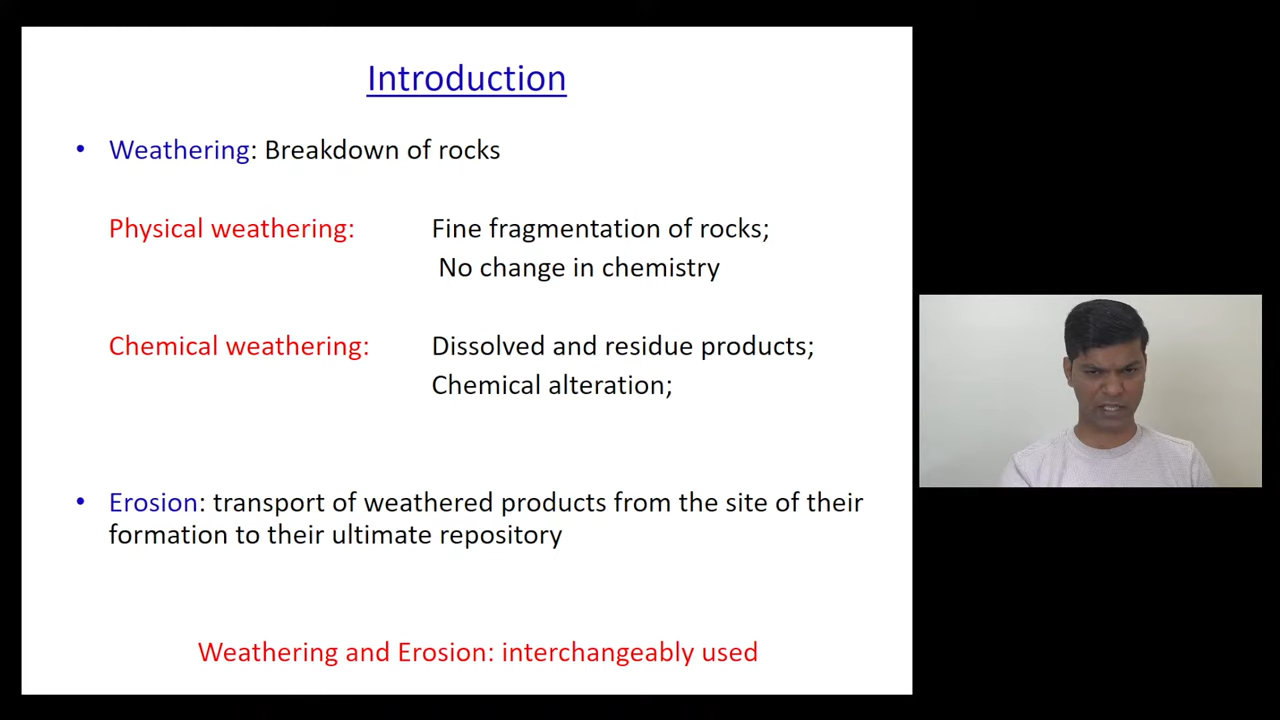 Introduction
• Weathering: Breakdown of rocks
Physical weathering: Fine fragmentation of rocks;
No change in chemistry
Chemical weathering: Dissolved and residue products;
Chemical alteration;
• Erosion: transport of weathered products from the site of their
formation to their ultimate repository
Weathering and Erosion: interchangeably used